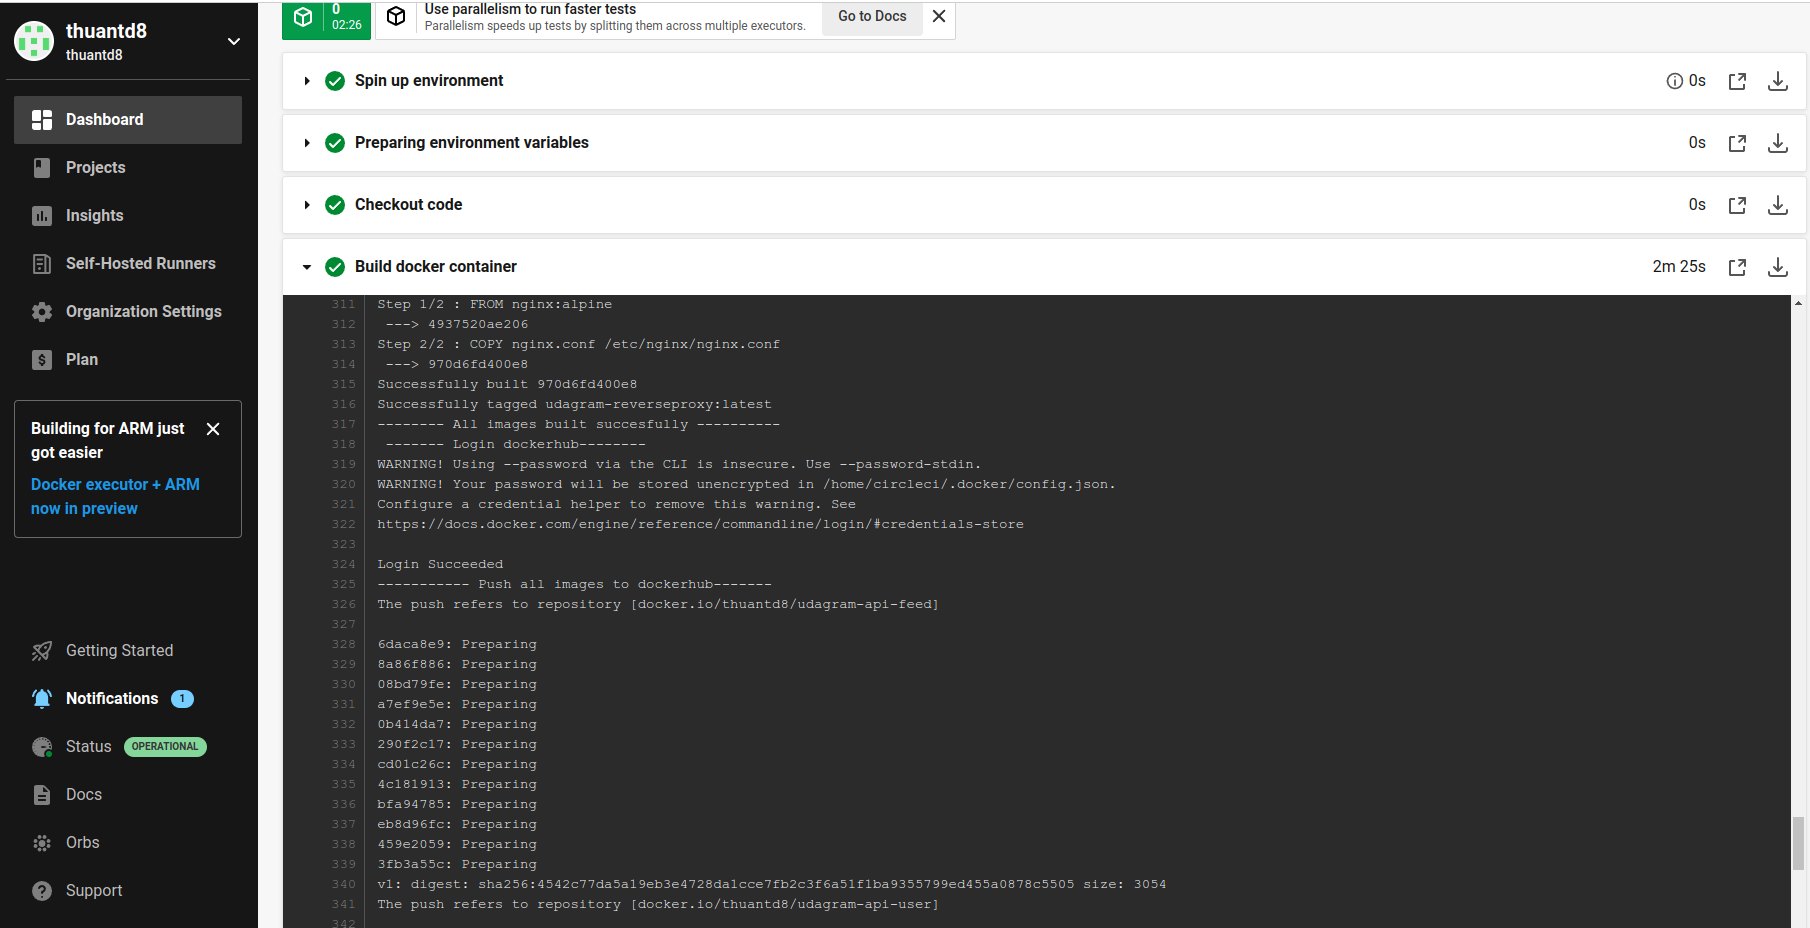 thuantd8
thuantd8
Dashboard
Projects
Insights
Self-Hosted Runners
Organization Settings
Plan
Building for ARM just
got easier
Docker executor + ARM
now in preview
Getting Started
Notifications 1
Status OPERATIONAL
Docs
Orbs
Support
0
02:26
Use parallelism to run faster tests
Parallelism speeds up tests by splitting them across multiple executors.
Go to Docs
Spin up environment 0s
Preparing environment variables 0s
Checkout code 0s
Build docker container 2m 25s
311 Step 1/2 : FROM nginx:alpine
312 ---> 4937520ae206
313 Step 2/2 : COPY nginx.conf /etc/nginx/nginx.conf
314 ---> 970d6fd400e8
315 Successfully built 970d6fd400e8
316 Successfully tagged udagram-reverseproxy:latest
317 -------- All images built succesfully ----------
318 ------- Login dockerhub--------
319 WARNING! Using --password via the CLI is insecure. Use --password-stdin.
320 WARNING! Your password will be stored unencrypted in /home/circleci/.docker/config.json.
321 Configure a credential helper to remove this warning. See
322 https://docs.docker.com/engine/reference/commandline/login/#credentials-store
323
324 Login Succeeded
325 ----------- Push all images to dockerhub-------
326 The push refers to repository [docker.io/thuantd8/udagram-api-feed]
327
328 6daca8e9: Preparing
329 8a86f886: Preparing
330 08bd79fe: Preparing
331 a7ef9e5e: Preparing
332 0b414da7: Preparing
333 290f2c17: Preparing
334 cd01c26c: Preparing
335 4c181913: Preparing
336 bfa94785: Preparing
337 eb8d96fc: Preparing
338 459e2059: Preparing
339 3fb3a55c: Preparing
340 v1: digest: sha256:4542c77da5a19eb3e4728da1cce7fb2c3f6a51f1ba9355799ed455a0878c5505 size: 3054
341 The push refers to repository [docker.io/thuantd8/udagram-api-user]
342